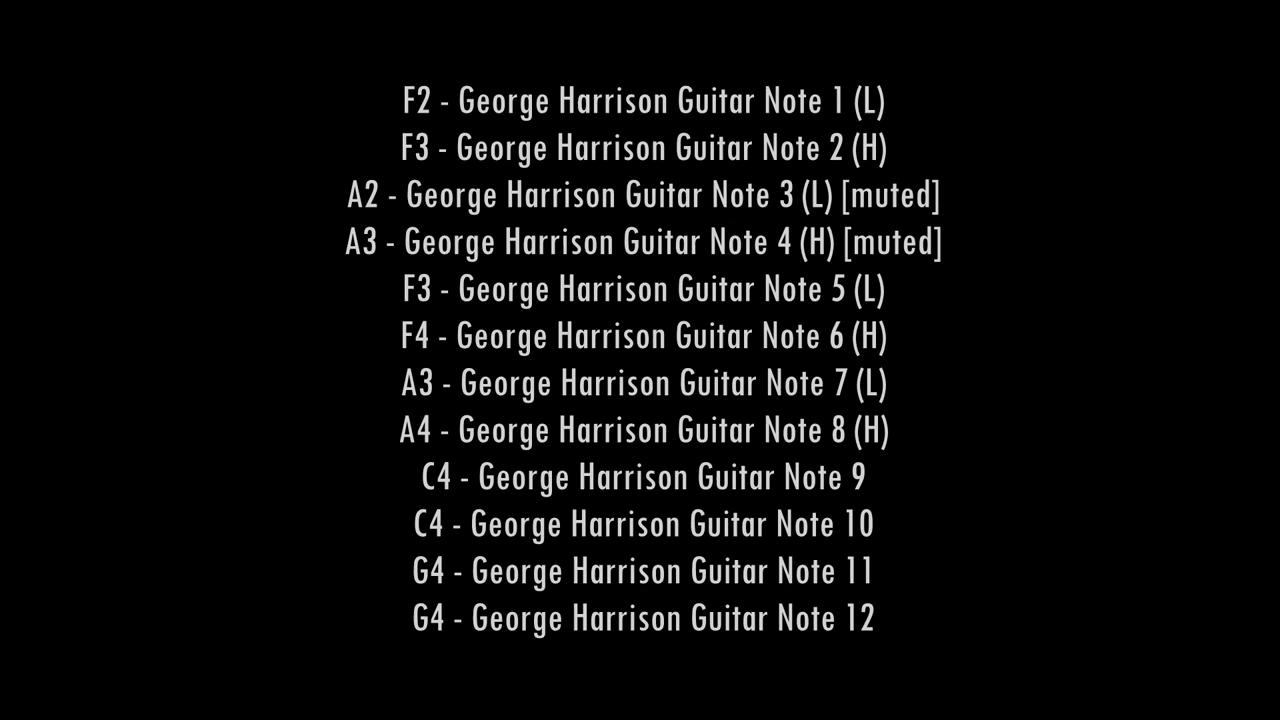 F2 - George Harrison Guitar Note 1 (L)
F3 - George Harrison Guitar Note 2 (H)
A2 - George Harrison Guitar Note 3 (L) [muted]
A3 - George Harrison Guitar Note 4 (H) [muted]
F3 - George Harrison Guitar Note 5 (L)
F4 - George Harrison Guitar Note 6 (H)
A3 - George Harrison Guitar Note 7 (L)
A4 - George Harrison Guitar Note 8 (H)
C4 - George Harrison Guitar Note 9
C4 - George Harrison Guitar Note 10
G4 - George Harrison Guitar Note 11
G4 - George Harrison Guitar Note 12